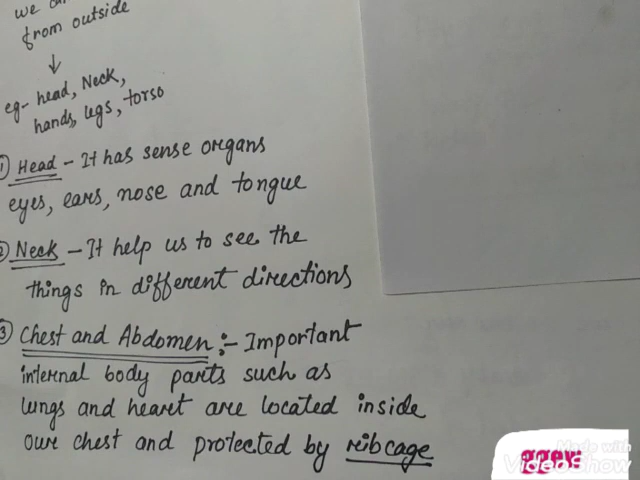 we
from outside
↓
eg- head, Neck,
hands, legs, torso
① Head - It has sense organs
eyes, ears, nose and tongue
② Neck - It help us to see the
things in different directions
③ Chest and Abdomen :- Important
internal body parts such as
lungs and heart are located inside
our chest and protected by reibcage
Made with
VideoShow